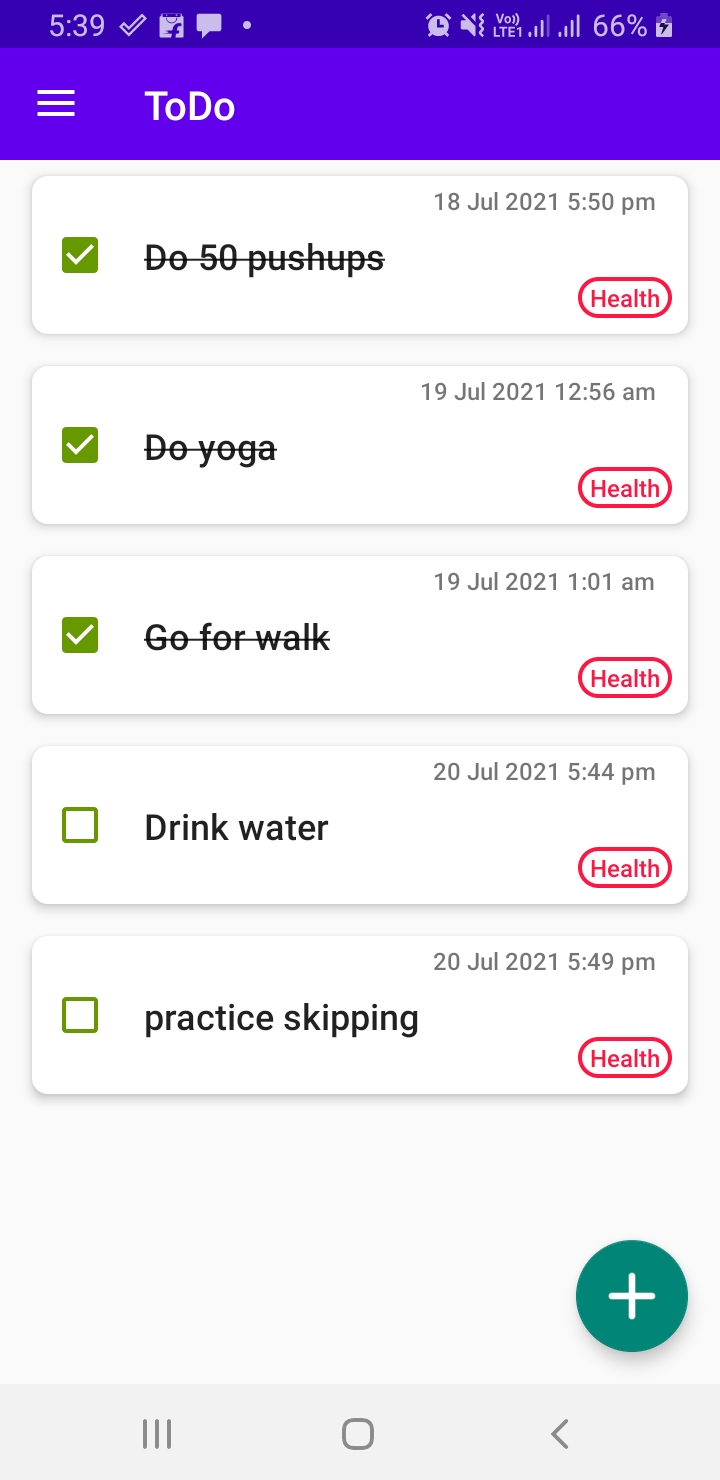 5:39 Vo)) LTE1 66%
ToDo
18 Jul 2021 5:50 pm
Do 50 pushups
Health
19 Jul 2021 12:56 am
Do yoga
Health
19 Jul 2021 1:01 am
Go for walk
Health
20 Jul 2021 5:44 pm
Drink water
Health
20 Jul 2021 5:49 pm
practice skipping
Health